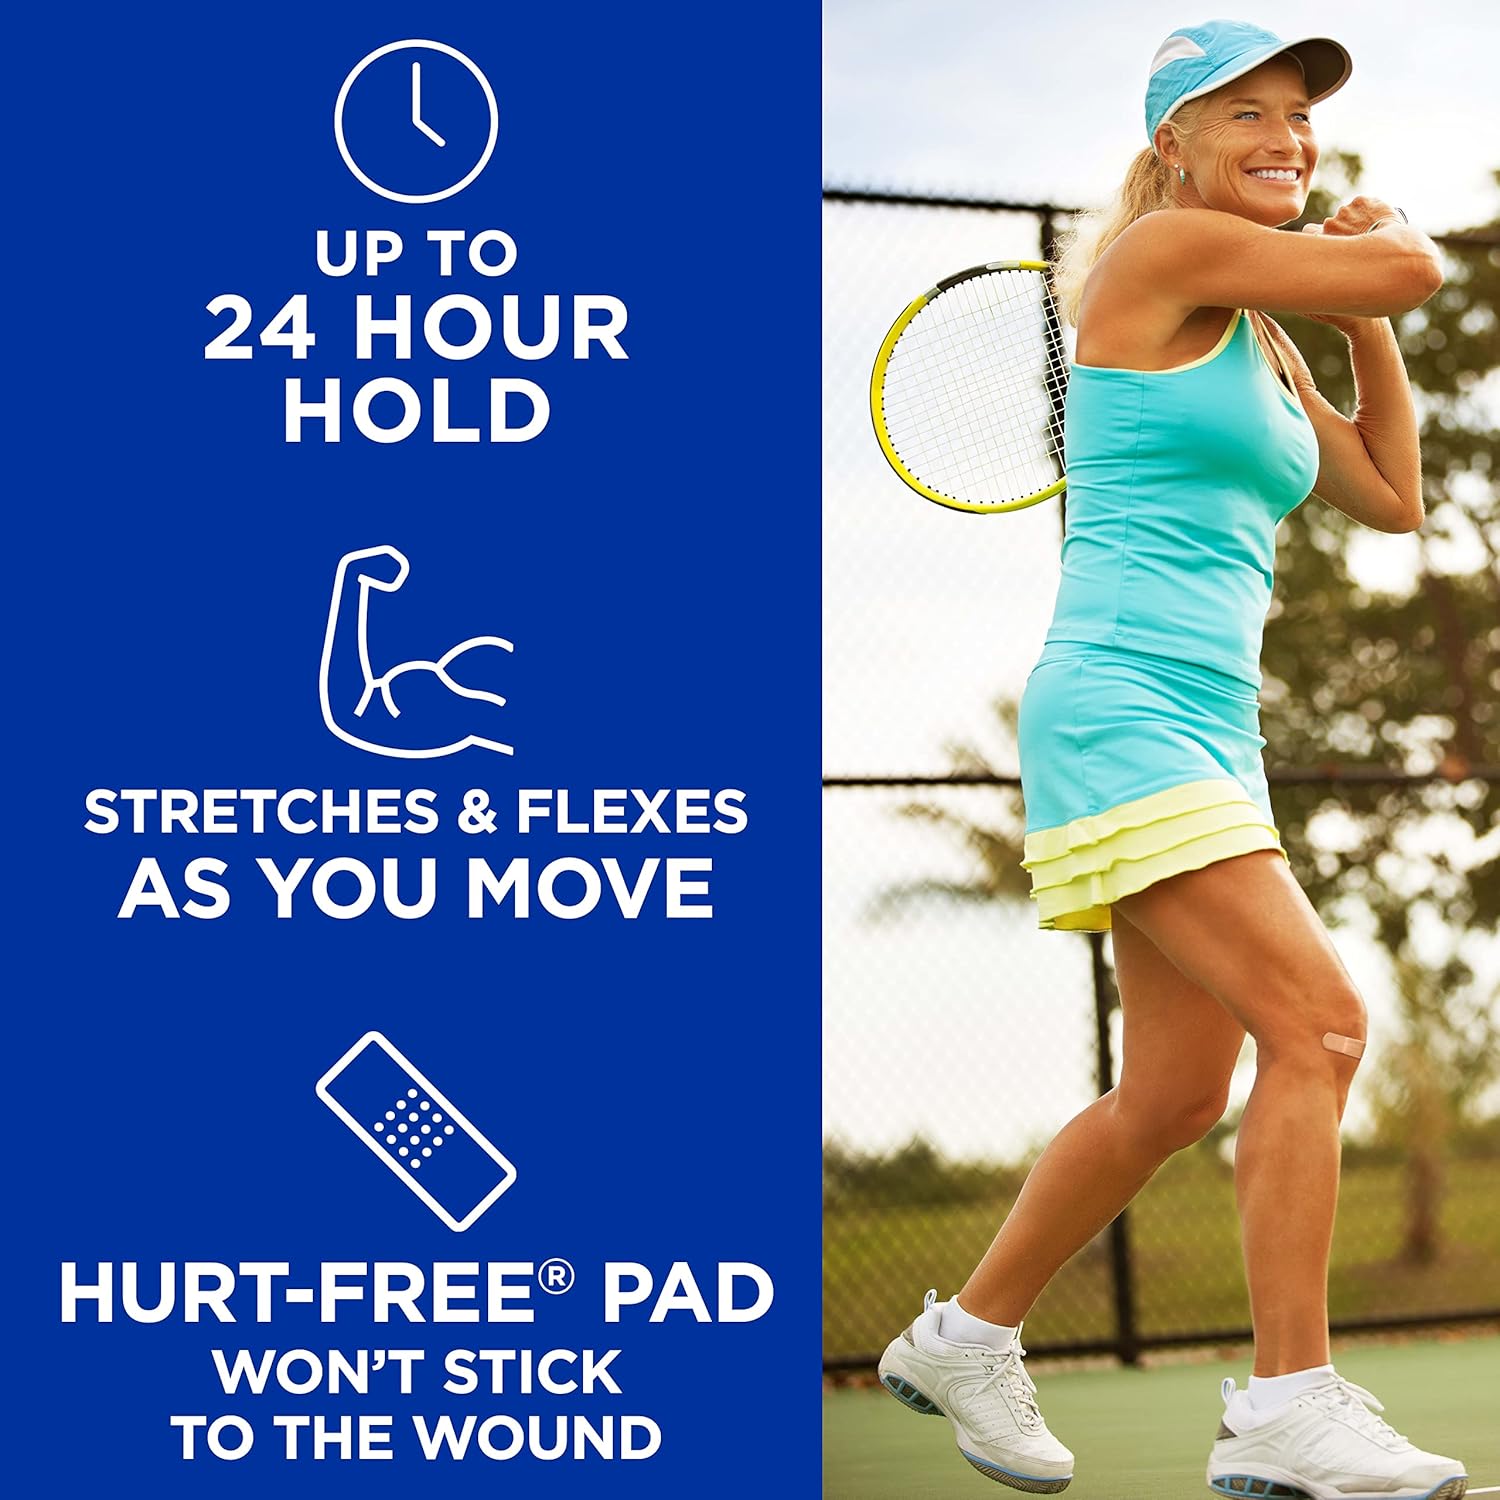 UP TO
24 HOUR
HOLD
STRETCHES & FLEXES
AS YOU MOVE
HURT-FREE® PAD
WON'T STICK
TO THE WOUND